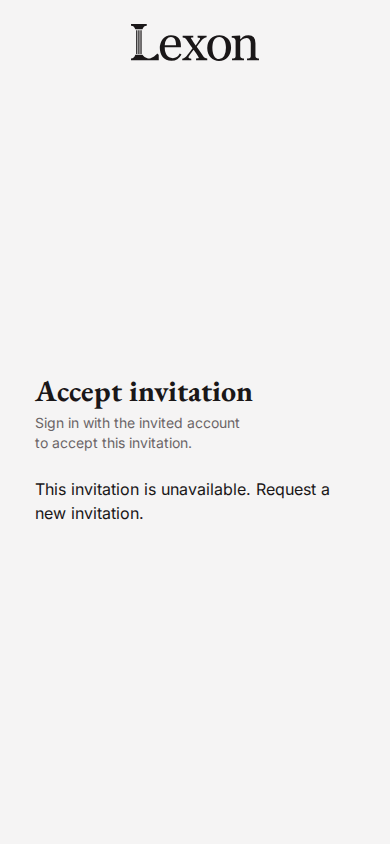 Lexon
Accept invitation
Sign in with the invited account
to accept this invitation.
This invitation is unavailable. Request a
new invitation.